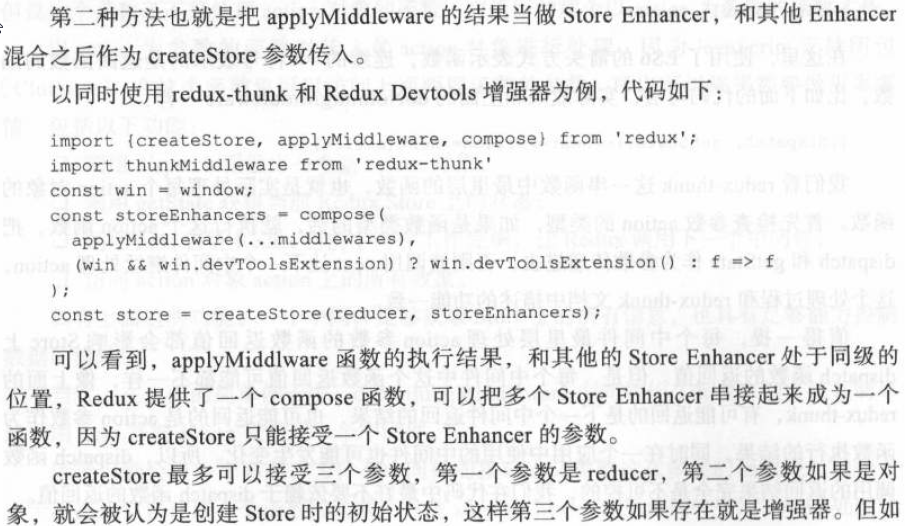 第二种方法也就是把 applyMiddleware 的结果当做 Store Enhancer，和其他 Enhancer
混合之后作为 createStore 参数传入。
以同时使用 redux-thunk 和 Redux Devtools 增强器为例，代码如下：
import {createStore, applyMiddleware, compose} from 'redux';
import thunkMiddleware from 'redux-thunk'
const win = window;
const storeEnhancers = compose(
applyMiddleware(...middlewares),
(win && win.devToolsExtension) ? win.devToolsExtension() : f => f
);
const store = createStore(reducer, storeEnhancers);
可以看到，applyMiddlware 函数的执行结果，和其他的 Store Enhancer 处于同级的
位置，Redux 提供了一个 compose 函数，可以把多个 Store Enhancer 串接起来成为一个
函数，因为 createStore 只能接受一个 Store Enhancer 的参数。
createStore 最多可以接受三个参数，第一个参数是 reducer，第二个参数如果是对
象，就会被认为是创建 Store 时的初始状态，这样第三个参数如果存在就是增强器。但如